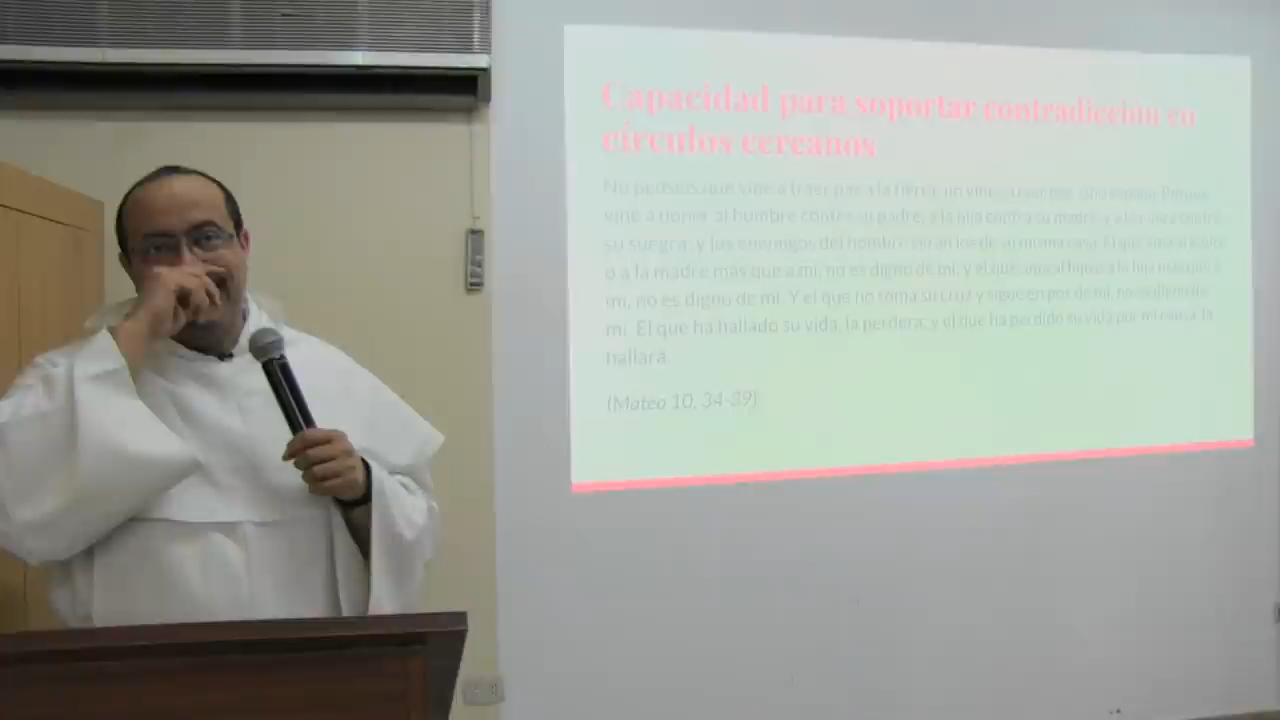 Capacidad para soportar contradicción en
círculos cercanos
No penséis que vine a traer paz a la tierra; no vine a traer paz, sino espada. Porque
vine a poner al hombre contra su padre, a la hija contra su madre, y a la nuera contra
su suegra; y los enemigos del hombre serán los de su misma casa. El que ama al padre
o a la madre más que a mí, no es digno de mí; y el que ama al hijo o a la hija más que a
mí, no es digno de mí. Y el que no toma su cruz y sigue en pos de mí, no es digno de
mí. El que ha hallado su vida, la perderá; y el que ha perdido su vida por mi causa, la
hallará.
(Mateo 10, 34-39)